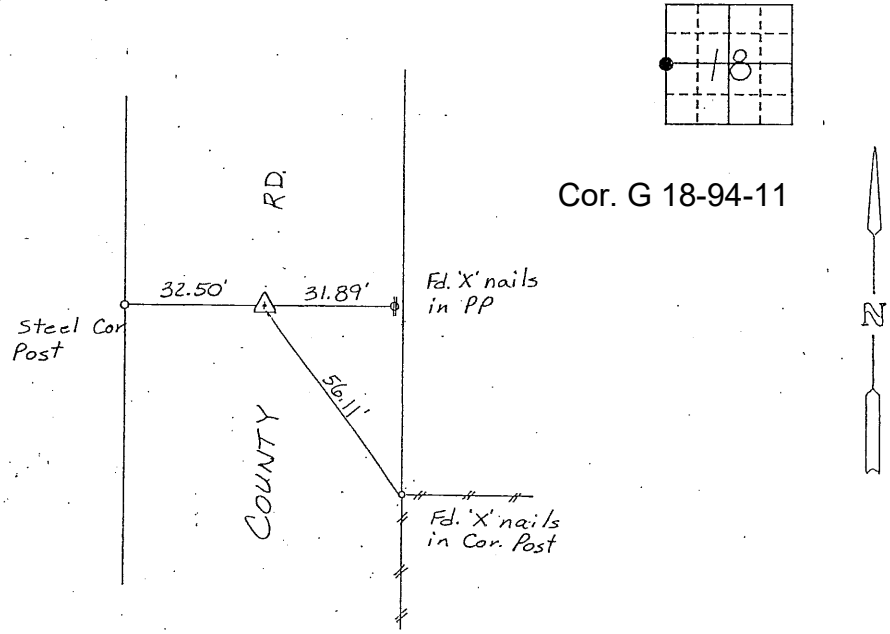 18
Cor. G 18-94-11
RD.
32.50'
31.89'
Fd. 'X' nails
in PP
Steel Cor
Post
N
56.11'
COUNTY
Fd. 'X' nails
in Cor. Post